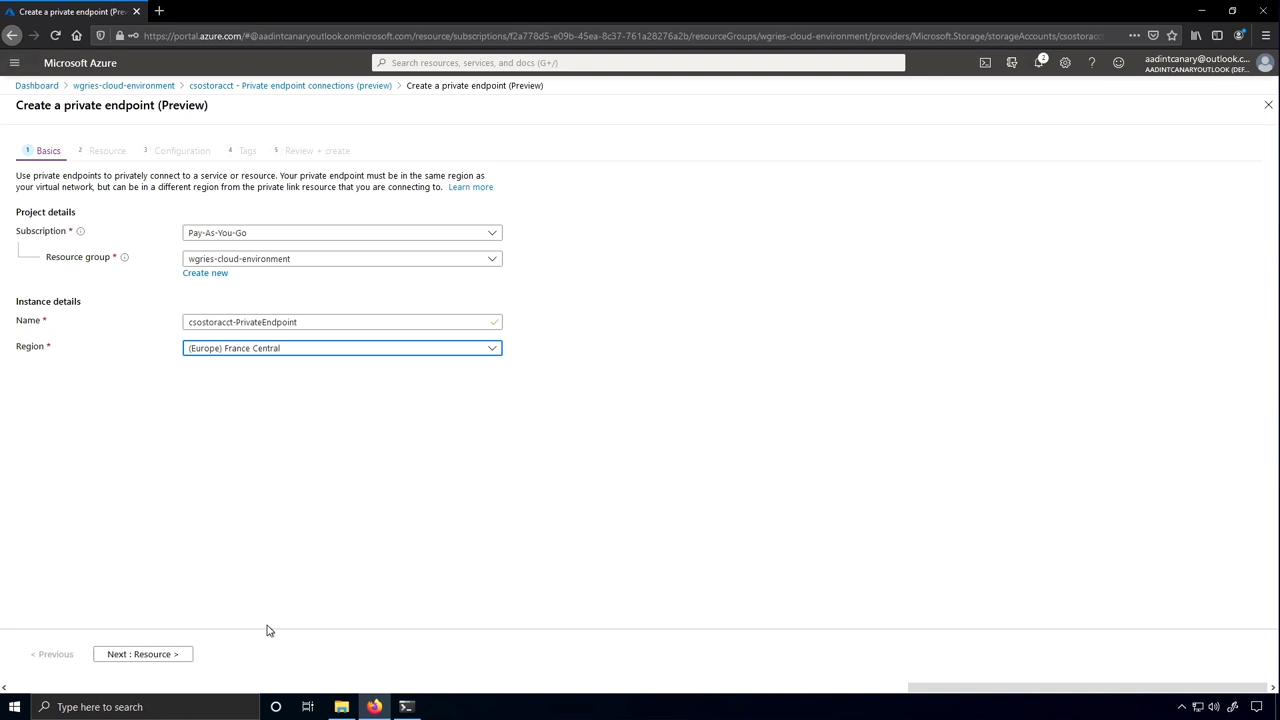 Create a private endpoint (Prev
https://portal.azure.com/#@aadintcanaryoutlook.onmicrosoft.com/resource/subscriptions/f2a778d5-e09b-45ea-8c37-761a28276a2b/resourceGroups/wgries-cloud-environment/providers/Microsoft.Storage/storageAccounts/csostoracc
Microsoft Azure
Search resources, services, and docs (G+/)
2
aadintcanary@outlook.c...
AADINTCANARYOUTLOOK (DEF...
Dashboard > wgries-cloud-environment > csostoracct - Private endpoint connections (preview) > Create a private endpoint (Preview)
Create a private endpoint (Preview)
1 Basics 2 Resource 3 Configuration 4 Tags 5 Review + create
Use private endpoints to privately connect to a service or resource. Your private endpoint must be in the same region as
your virtual network, but can be in a different region from the private link resource that you are connecting to. Learn more
Project details
Subscription * Pay-As-You-Go
Resource group * wgries-cloud-environment
Create new
Instance details
Name * csostoracct-PrivateEndpoint
Region * (Europe) France Central
< Previous Next : Resource >
Type here to search